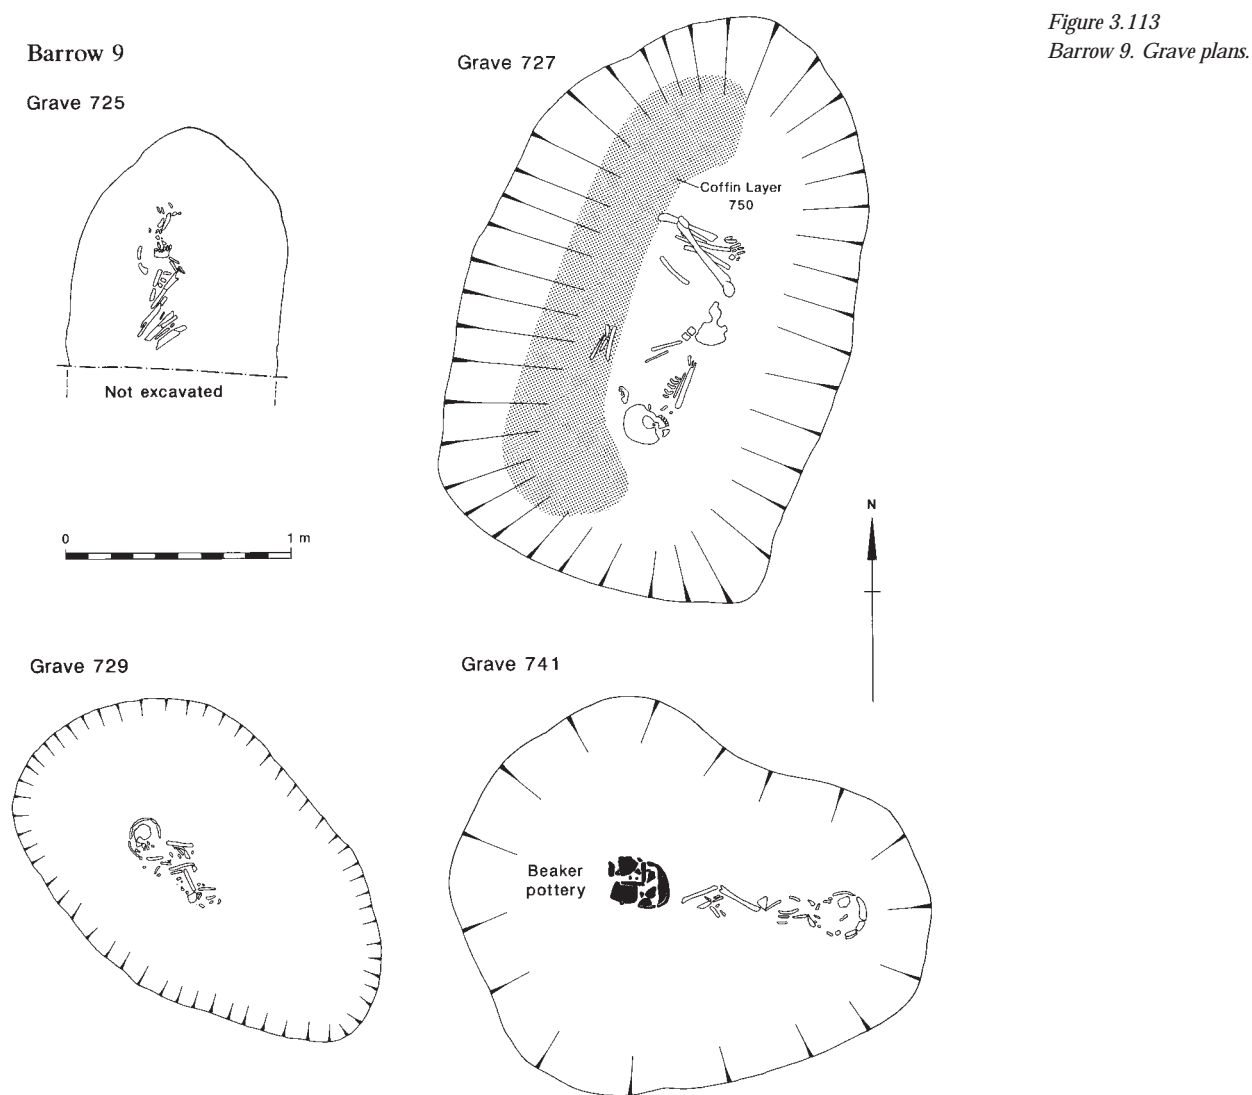 Figure 3.113
Barrow 9. Grave plans.
Barrow 9
Grave 725
Not excavated
0 1 m
Grave 727
Coffin Layer
750
N
Grave 729
Grave 741
Beaker
pottery